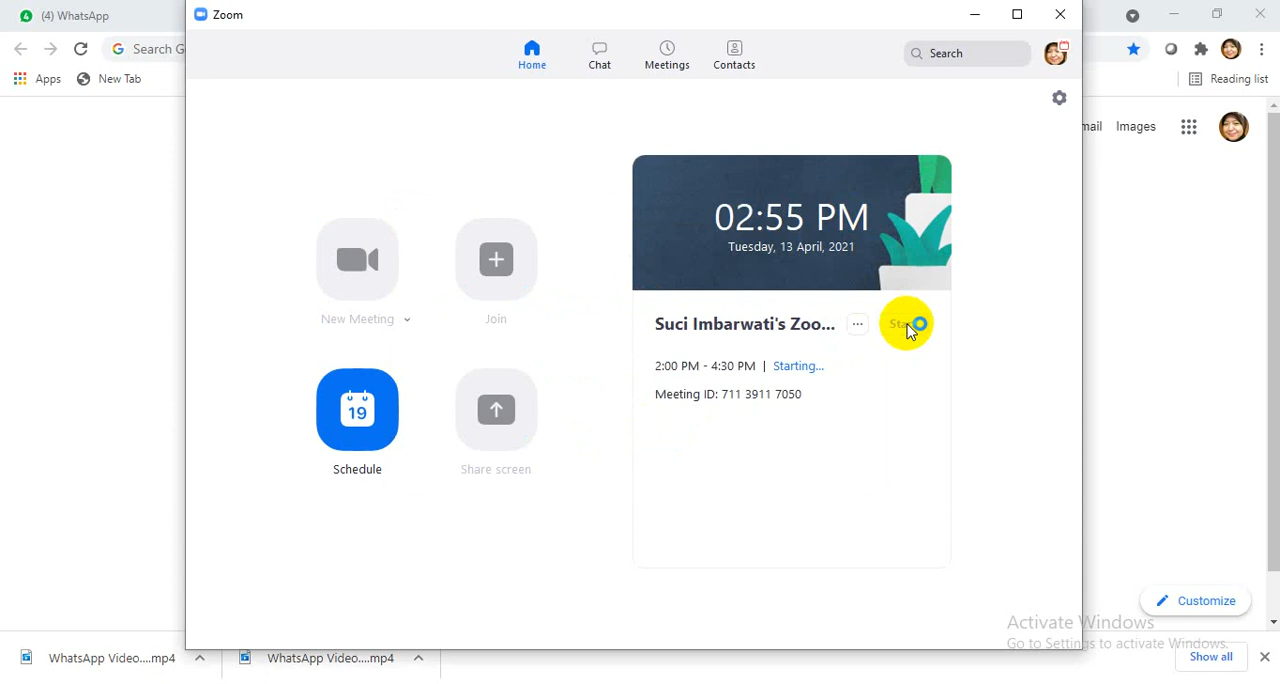 (4) WhatsApp
Zoom
Search G
Home
Chat
Meetings
Contacts
Search
Apps
New Tab
Reading list
Images
02:55 PM
Tuesday, 13 April, 2021
Suci Imbarwati's Zoo... ...
2:00 PM - 4:30 PM | Starting...
Meeting ID: 711 3911 7050
New Meeting
Join
19
Schedule
Share screen
Customize
Activate Windows
Go to Settings to activate Windows.
WhatsApp Video....mp4
WhatsApp Video....mp4
Show all